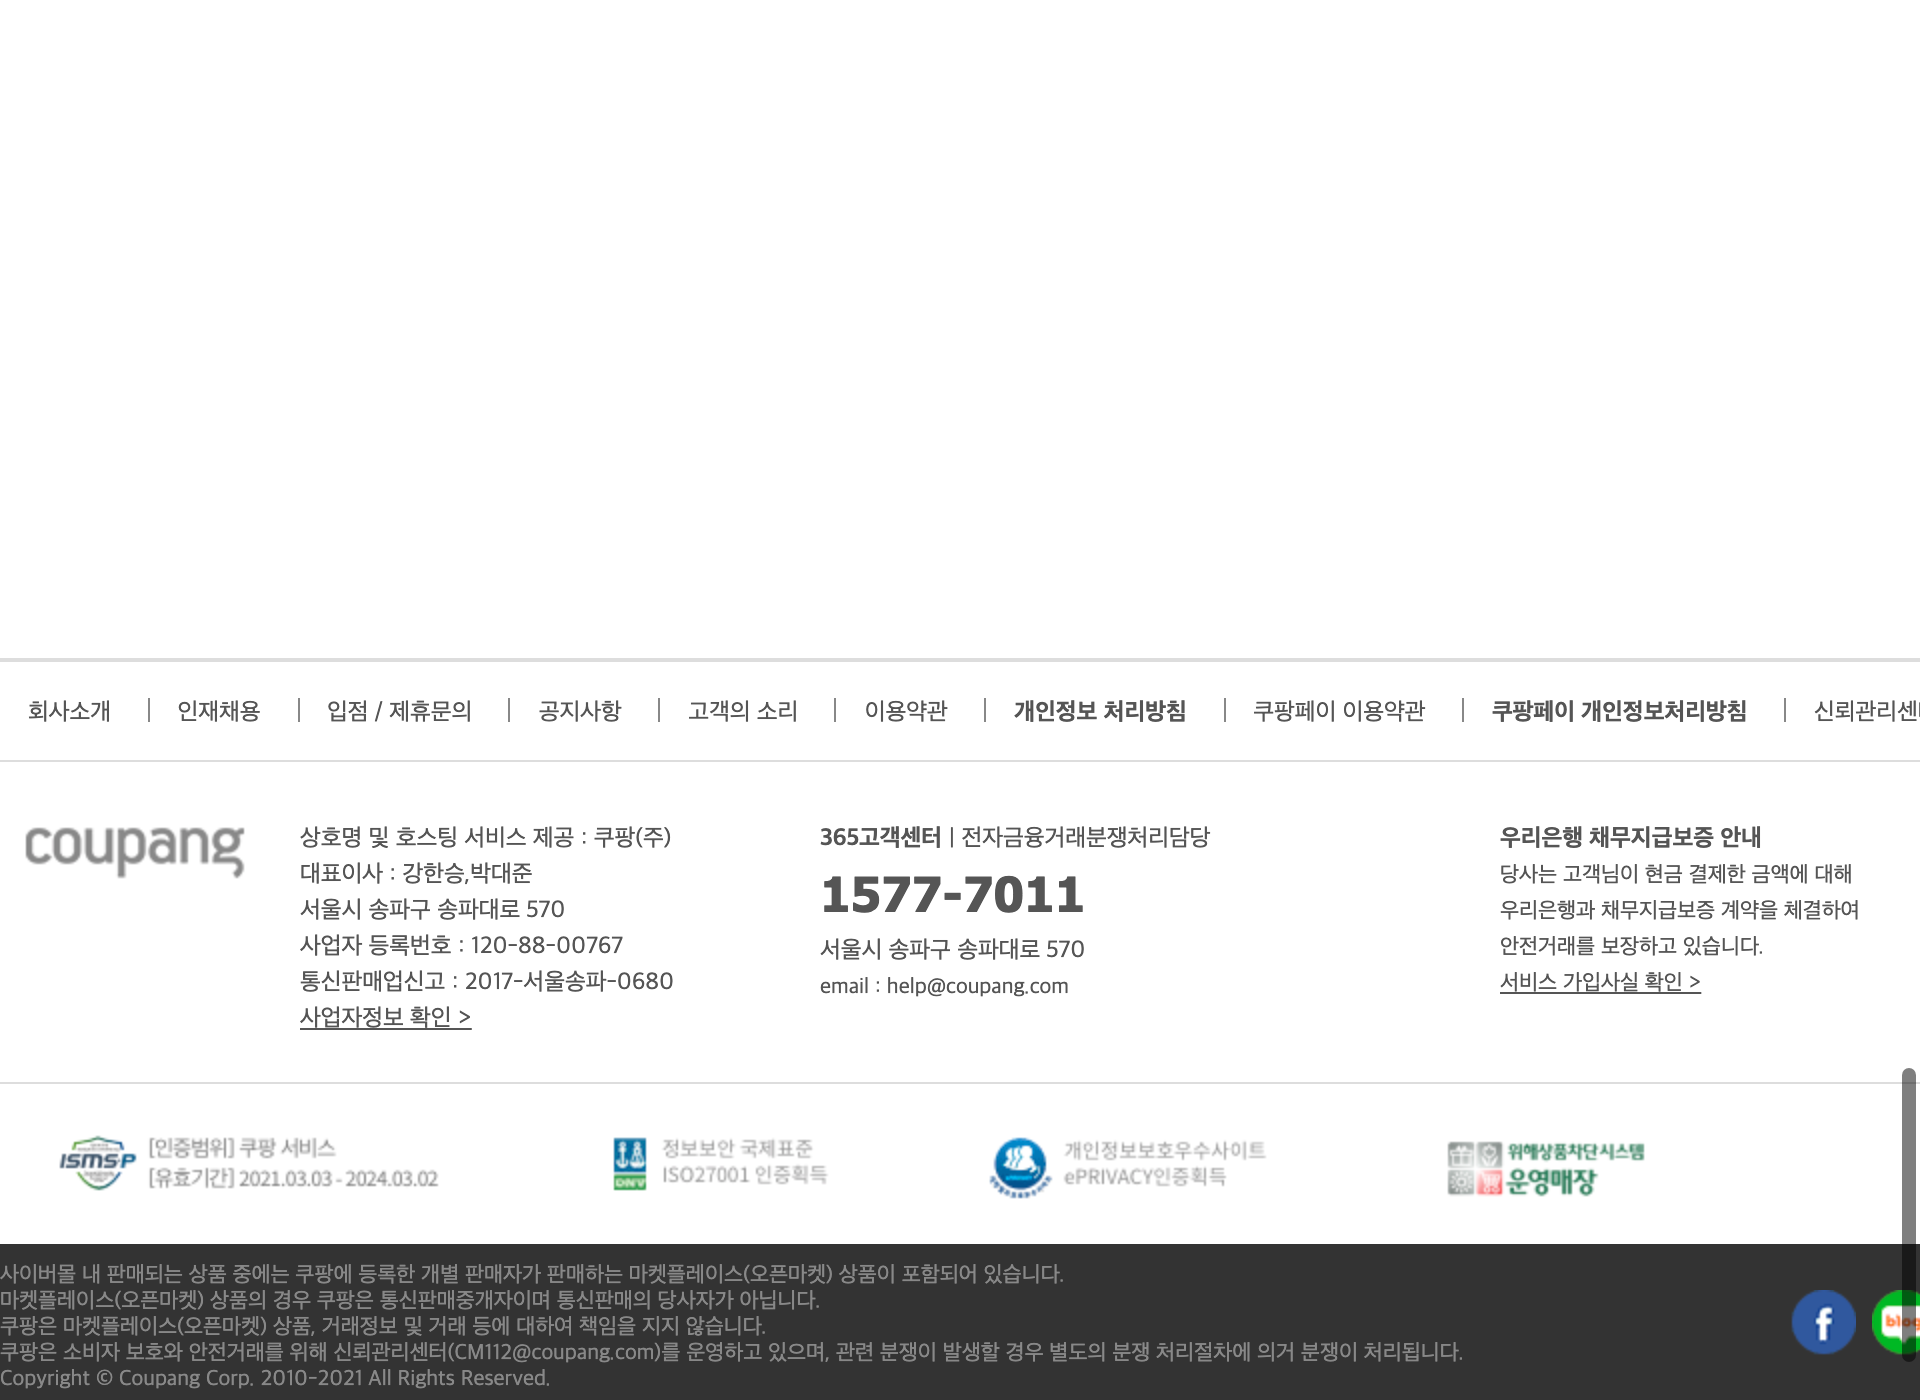 회사소개 | 인재채용 | 입점 / 제휴문의 | 공지사항 | 고객의 소리 | 이용약관 | 개인정보 처리방침 | 쿠팡페이 이용약관 | 쿠팡페이 개인정보처리방침 | 신뢰관리센
coupang
상호명 및 호스팅 서비스 제공 : 쿠팡(주)
대표이사 : 강한승,박대준
서울시 송파구 송파대로 570
사업자 등록번호 : 120-88-00767
통신판매업신고 : 2017-서울송파-0680
사업자정보 확인 >
365고객센터 | 전자금융거래분쟁처리담당
1577-7011
서울시 송파구 송파대로 570
email : help@coupang.com
우리은행 채무지급보증 안내
당사는 고객님이 현금 결제한 금액에 대해
우리은행과 채무지급보증 계약을 체결하여
안전거래를 보장하고 있습니다.
서비스 가입사실 확인 >
ISMS-P
[인증범위] 쿠팡 서비스
[유효기간] 2021.03.03 - 2024.03.02
DNV
정보보안 국제표준
ISO27001 인증획득
개인정보보호우수사이트
ePRIVACY인증획득
위해상품차단시스템
운영매장
사이버몰 내 판매되는 상품 중에는 쿠팡에 등록한 개별 판매자가 판매하는 마켓플레이스(오픈마켓) 상품이 포함되어 있습니다.
마켓플레이스(오픈마켓) 상품의 경우 쿠팡은 통신판매중개자이며 통신판매의 당사자가 아닙니다.
쿠팡은 마켓플레이스(오픈마켓) 상품, 거래정보 및 거래 등에 대하여 책임을 지지 않습니다.
쿠팡은 소비자 보호와 안전거래를 위해 신뢰관리센터(CM112@coupang.com)를 운영하고 있으며, 관련 분쟁이 발생할 경우 별도의 분쟁 처리절차에 의거 분쟁이 처리됩니다.
Copyright © Coupang Corp. 2010-2021 All Rights Reserved.
f
blog